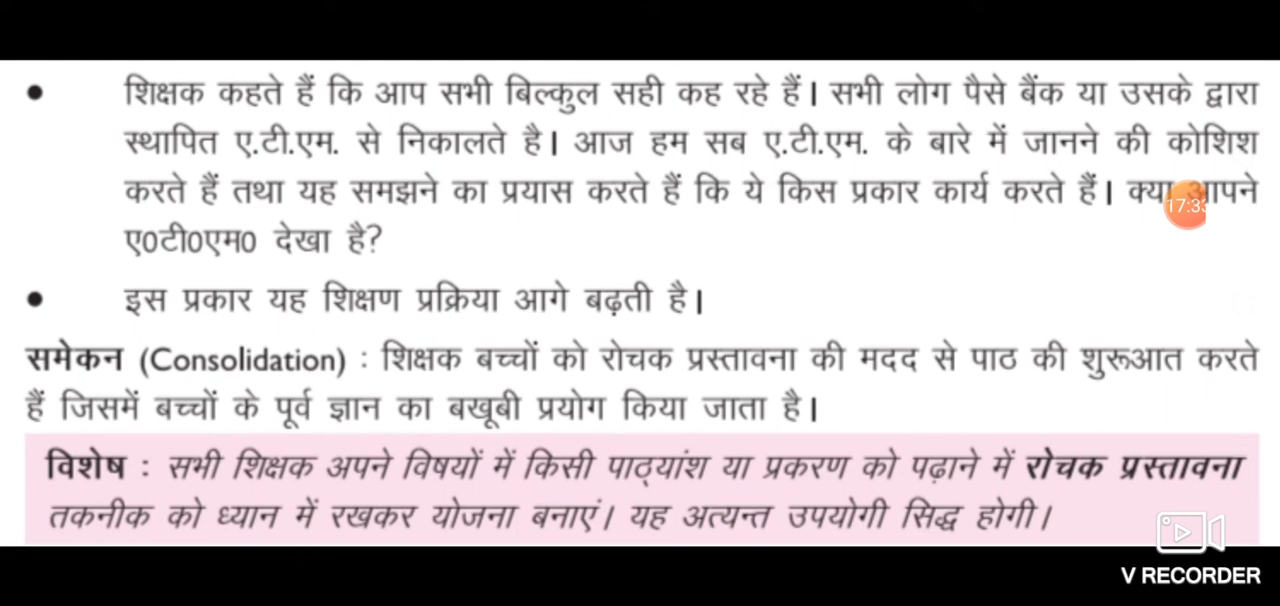 • शिक्षक कहते हैं कि आप सभी बिल्कुल सही कह रहे हैं। सभी लोग पैसे बैंक या उसके द्वारा
स्थापित ए.टी.एम. से निकालते है। आज हम सब ए.टी.एम. के बारे में जानने की कोशिश
करते हैं तथा यह समझने का प्रयास करते हैं कि ये किस प्रकार कार्य करते हैं। क्या आपने
17:33
ए0टी0एम0 देखा है?
• इस प्रकार यह शिक्षण प्रक्रिया आगे बढ़ती है।
समेकन (Consolidation) : शिक्षक बच्चों को रोचक प्रस्तावना की मदद से पाठ की शुरूआत करते
हैं जिसमें बच्चों के पूर्व ज्ञान का बखूबी प्रयोग किया जाता है।
विशेष : सभी शिक्षक अपने विषयों में किसी पाठ्यांश या प्रकरण को पढ़ाने में रोचक प्रस्तावना
तकनीक को ध्यान में रखकर योजना बनाएं। यह अत्यन्त उपयोगी सिद्ध होगी।
V RECORDER